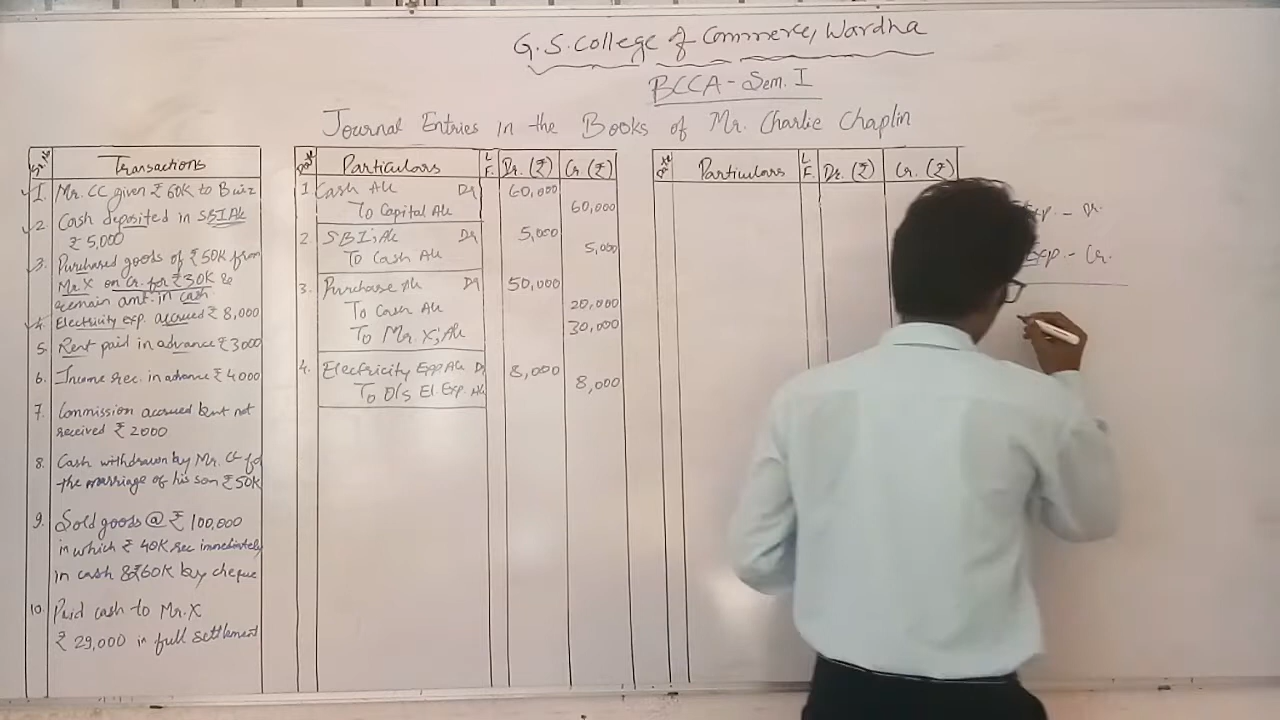 G.S. College of Commerce, Wardha
BCCA - Sem. I
Journal Entries in the Books of Mr. Charlie Chaplin
Sr. N. Transactions
1. Mr. CC given ₹ 60K to Buiz
2. Cash deposited in SBI A/c
₹ 5,000
3. Purchased goods of ₹ 50K from
Mr X on Cr. for ₹ 30K &
remain amt. in cash
4. Electricity exp. accrued ₹ 8,000
5. Rent paid in advance ₹ 3000
6. Income rec. in advance ₹ 4000
7. Commission accrued but not
received ₹ 2000
8. Cash withdrawn by Mr. CC for
the marriage of his son ₹ 50K
9. Sold goods @ ₹ 100,000
in which ₹ 40K rec immediately
in cash & ₹ 60K by cheque
10. Paid cash to Mr. X
₹ 29,000 in full settlement
Date Particulars L.F. Dr. (₹) Cr. (₹)
1 Cash A/c Dr 60,000
To Capital A/c 60,000
2. SBI's A/c Dr 5,000
To Cash A/c 5,000
3. Purchase A/c Dr 50,000
To Cash A/c 20,000
To Mr. X's A/c 30,000
4. Electricity Exp A/c Dr 8,000
To O/s El. Exp. A/c 8,000
Date Particulars L.F. Dr. (₹) Cr. (₹)
Exp. - Dr.
Exp. - Cr.